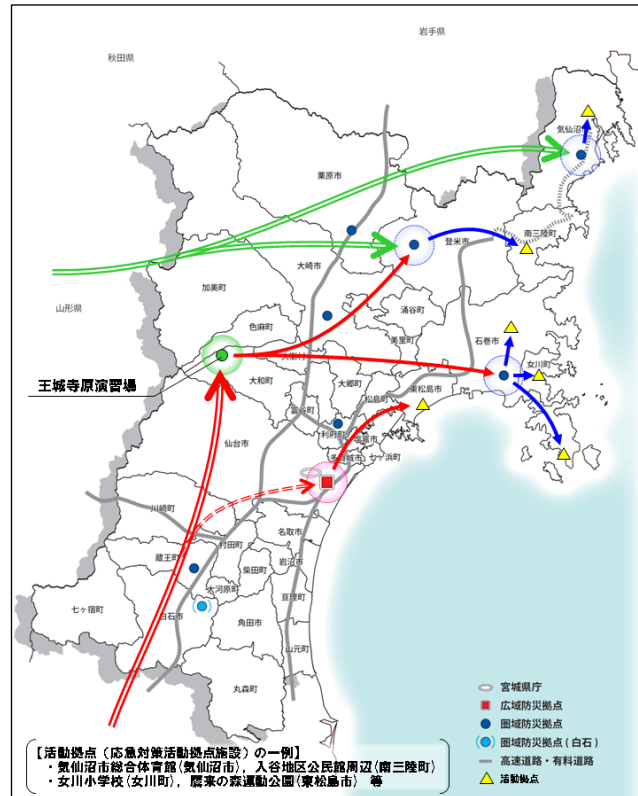 岩手県
秋田県
気仙沼市
栗原市
南三陸町
登米市
大崎市
加美町
山形県
涌谷町
色麻町
石巻市
美里町
女川町
大衡村
王城寺原演習場
大和町
大郷町
東松島市
松島町
富谷町
利府町
仙台市
塩竈市
多賀城市
七ヶ浜町
川崎町
名取市
村田町
岩沼市
蔵王町
柴田町
大河原町
亘理町
七ヶ宿町
白石市
角田市
山元町
丸森町
宮城県庁
広域防災拠点
圏域防災拠点
圏域防災拠点(白石)
高速道路・有料道路
活動拠点
【活動拠点（応急対策活動拠点施設）の一例】
・気仙沼市総合体育館(気仙沼市)，入谷地区公民館周辺(南三陸町)
・女川小学校(女川町)，鷹来の森運動公園(東松島市) 等